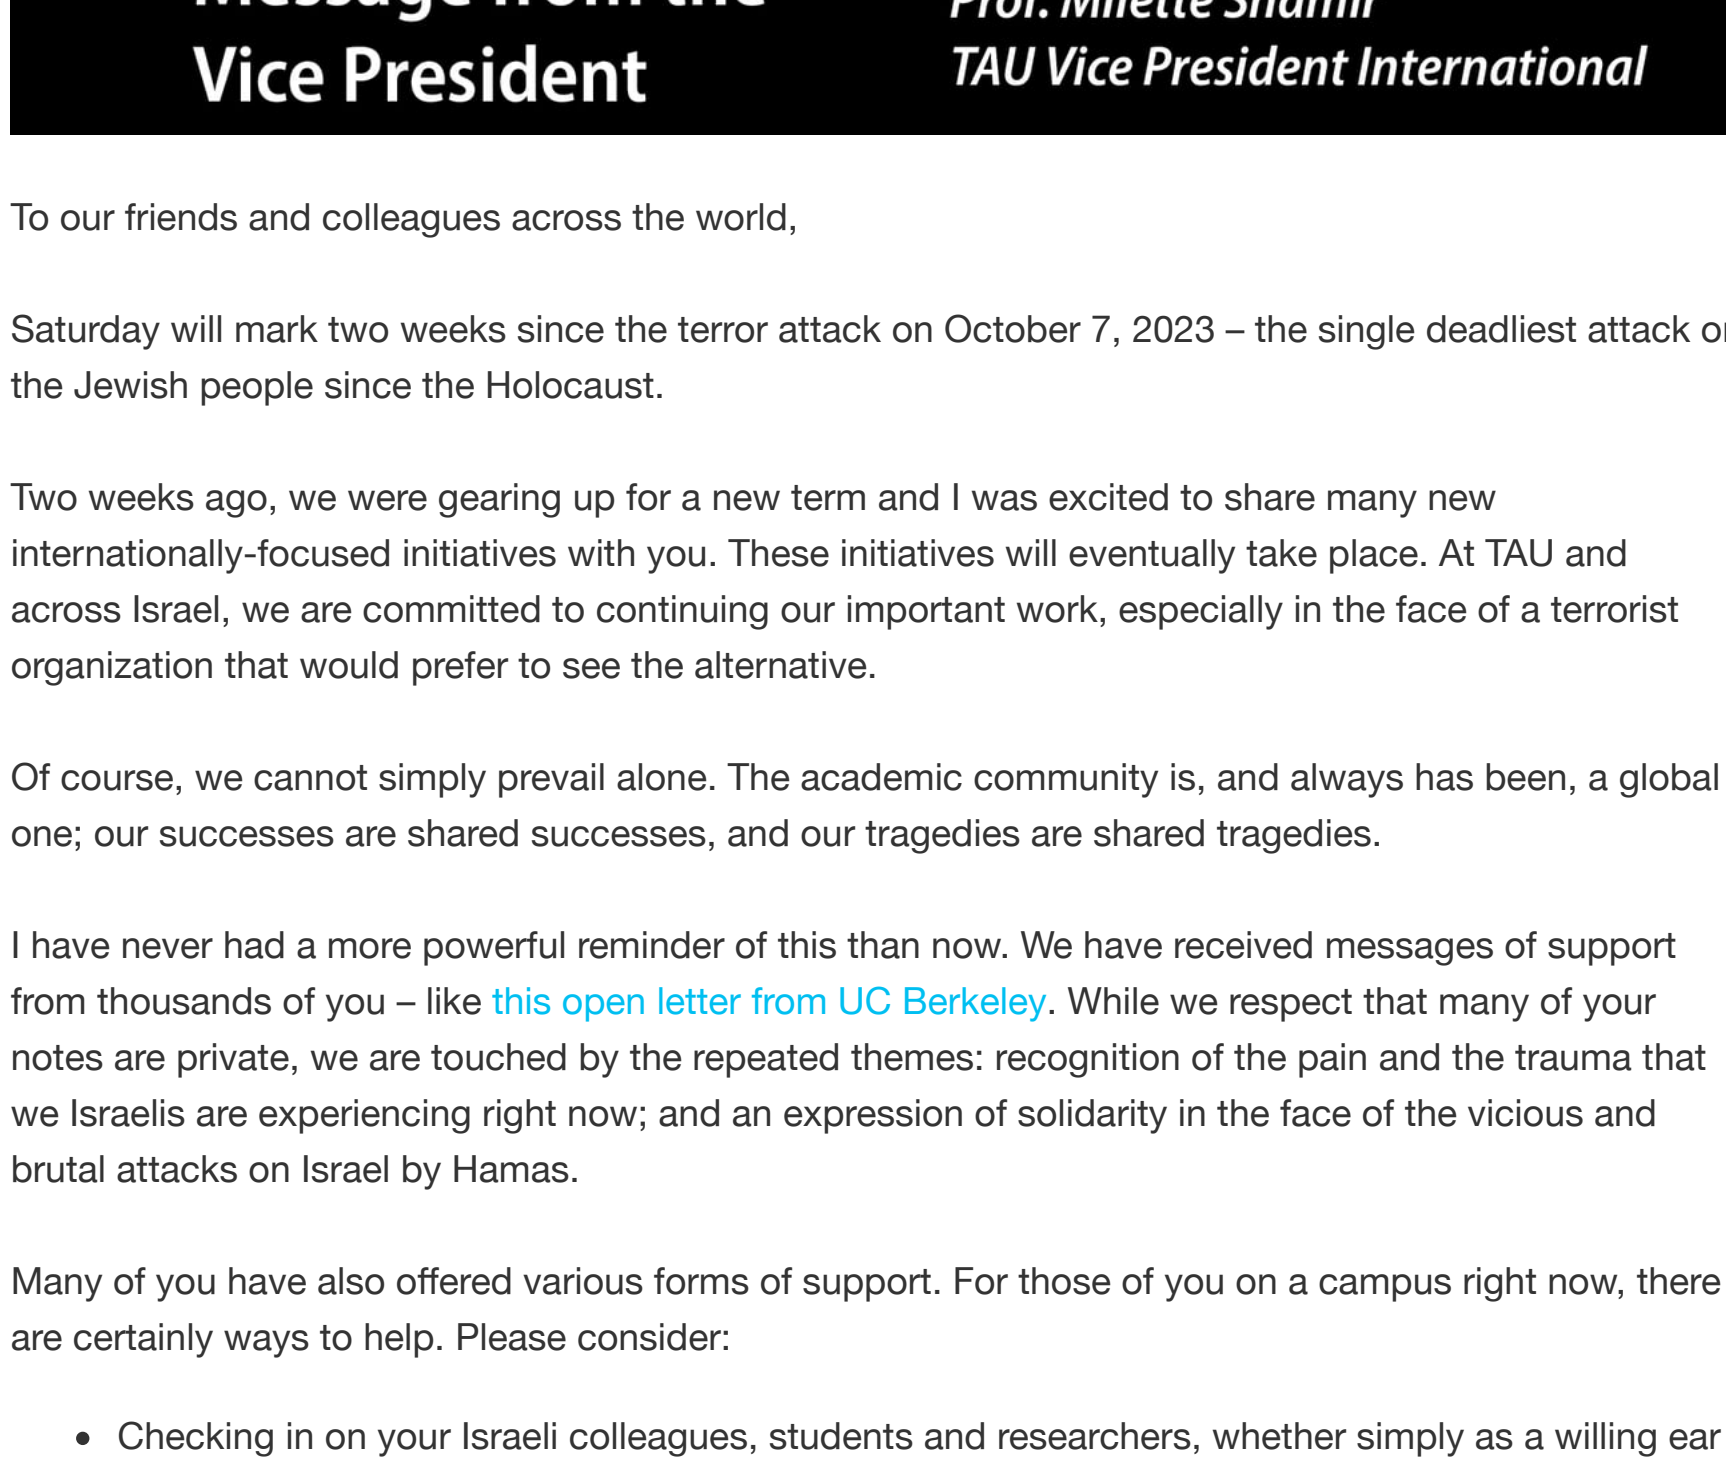 Message from the
Vice President
Prof. Milette Shamir
TAU Vice President International
To our friends and colleagues across the world,
Saturday will mark two weeks since the terror attack on October 7, 2023 – the single deadliest attack on
the Jewish people since the Holocaust.
Two weeks ago, we were gearing up for a new term and I was excited to share many new
internationally-focused initiatives with you. These initiatives will eventually take place. At TAU and
across Israel, we are committed to continuing our important work, especially in the face of a terrorist
organization that would prefer to see the alternative.
Of course, we cannot simply prevail alone. The academic community is, and always has been, a global
one; our successes are shared successes, and our tragedies are shared tragedies.
I have never had a more powerful reminder of this than now. We have received messages of support
from thousands of you – like this open letter from UC Berkeley. While we respect that many of your
notes are private, we are touched by the repeated themes: recognition of the pain and the trauma that
we Israelis are experiencing right now; and an expression of solidarity in the face of the vicious and
brutal attacks on Israel by Hamas.
Many of you have also offered various forms of support. For those of you on a campus right now, there
are certainly ways to help. Please consider:
• Checking in on your Israeli colleagues, students and researchers, whether simply as a willing ear